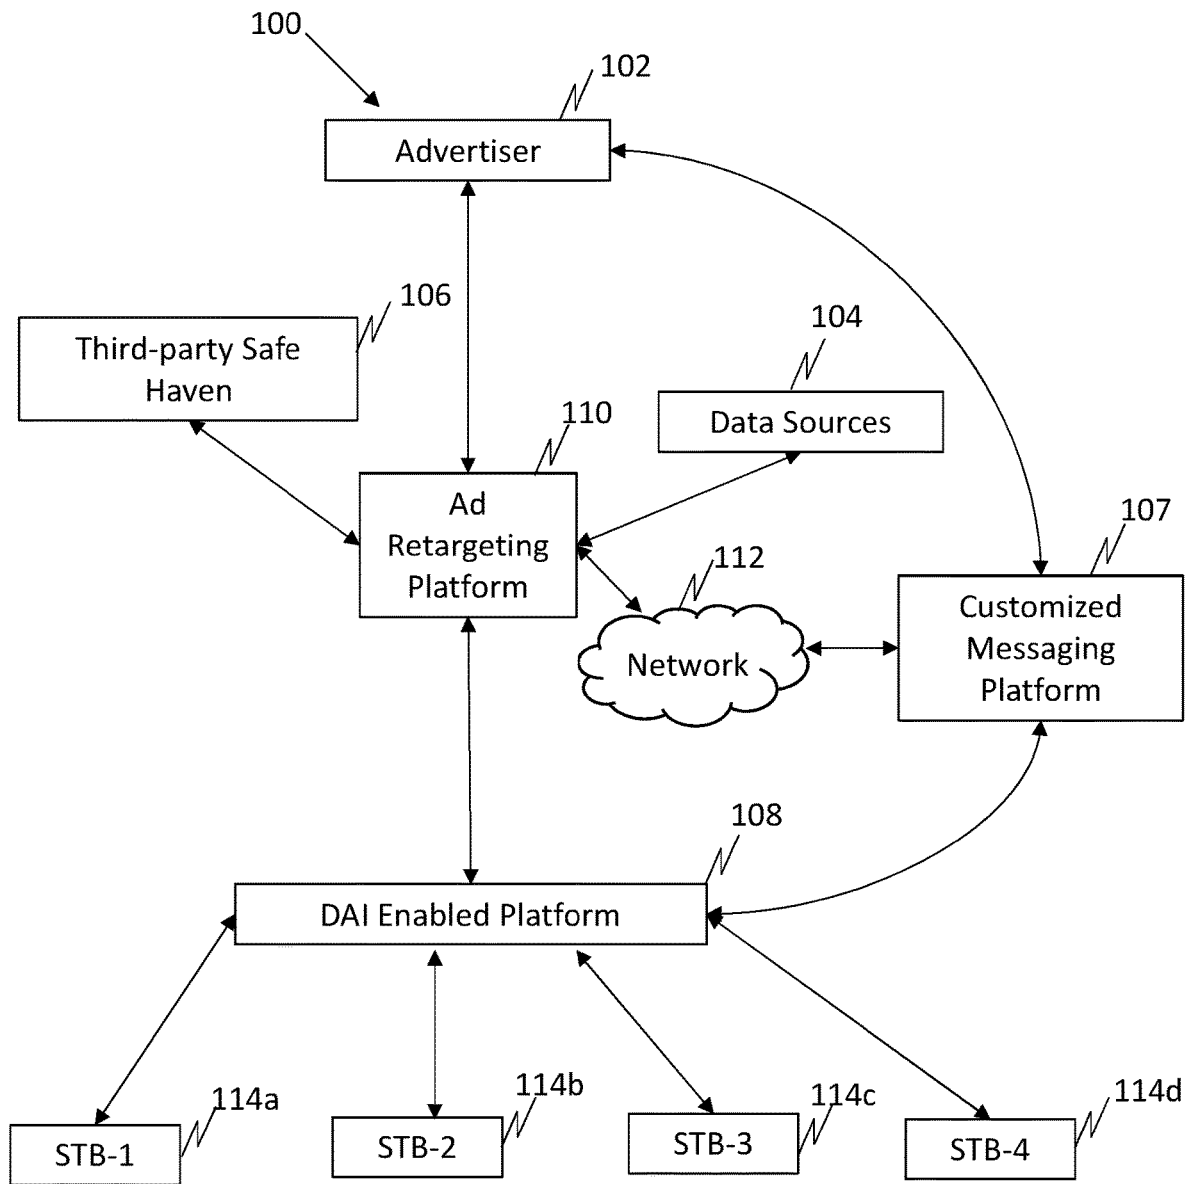 100
102
Advertiser
106
Third-party Safe
Haven
104
Data Sources
110
Ad
Retargeting
Platform
112
Network
107
Customized
Messaging
Platform
108
DAI Enabled Platform
114a
STB-1
114b
STB-2
114c
STB-3
114d
STB-4